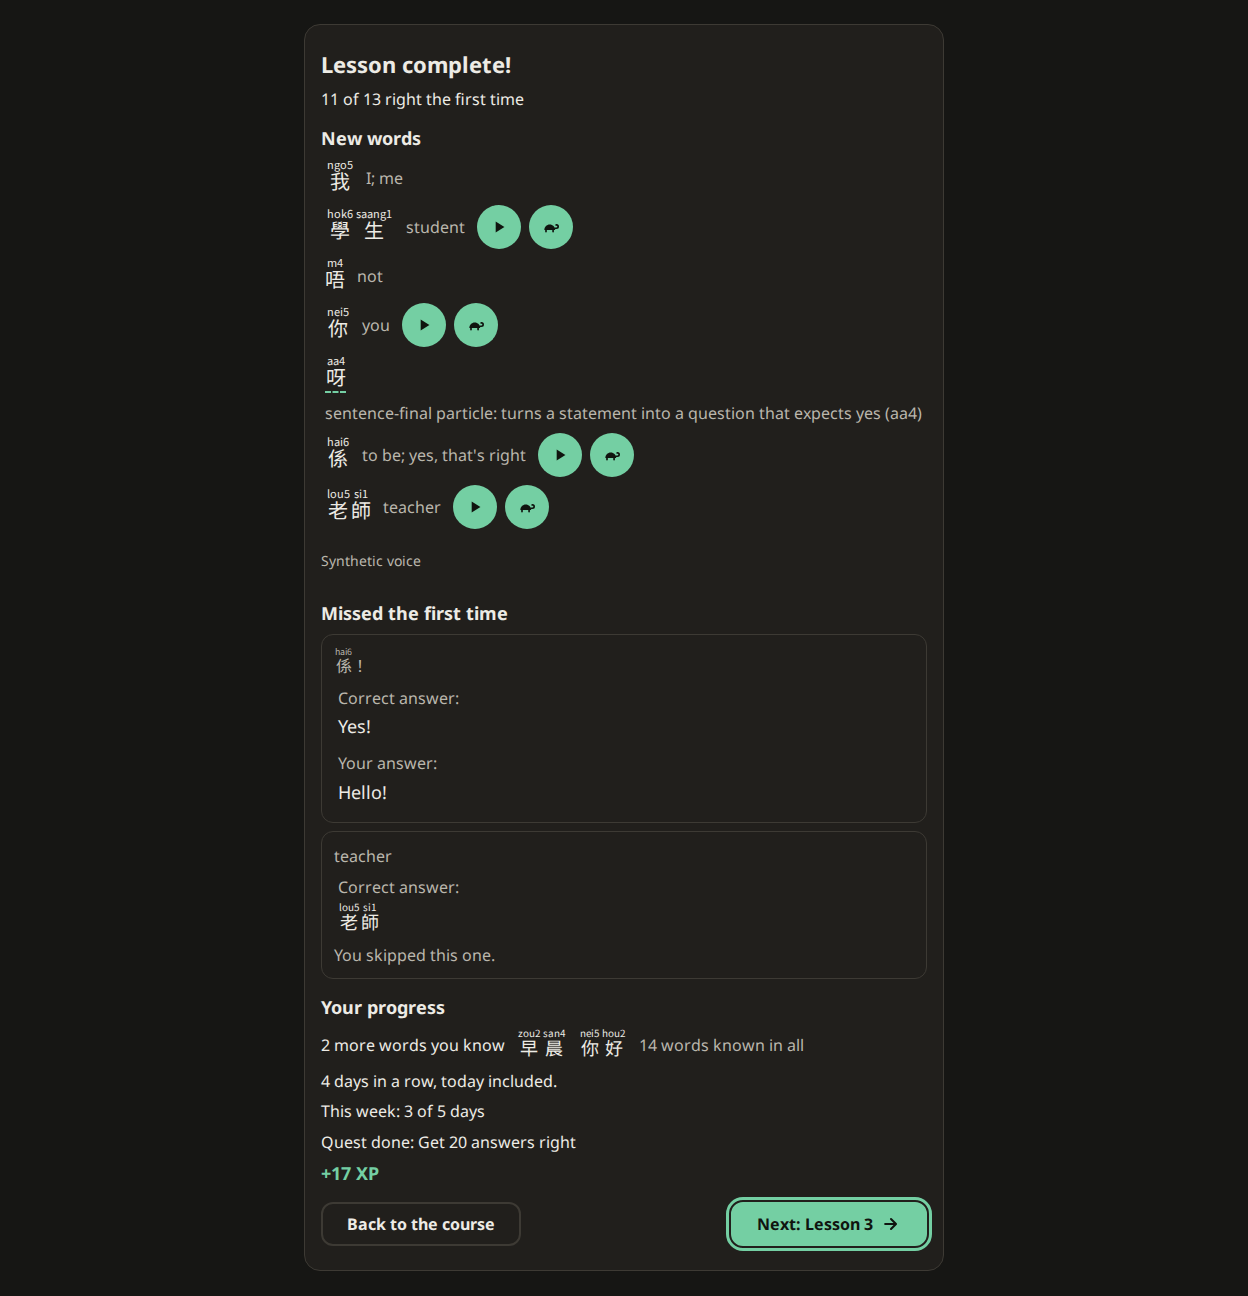 Lesson complete!
11 of 13 right the first time
New words
ngo5
我 I; me
hok6 saang1
學生 student
m4
唔 not
nei5
你 you
aa4
呀
sentence-final particle: turns a statement into a question that expects yes (aa4)
hai6
係 to be; yes, that's right
lou5 si1
老師 teacher
Synthetic voice
Missed the first time
hai6
係！
Correct answer:
Yes!
Your answer:
Hello!
teacher
Correct answer:
lou5 si1
老師
You skipped this one.
Your progress
zou2 san4 nei5 hou2
2 more words you know 早晨 你好 14 words known in all
4 days in a row, today included.
This week: 3 of 5 days
Quest done: Get 20 answers right
+17 XP
Back to the course
Next: Lesson 3 →